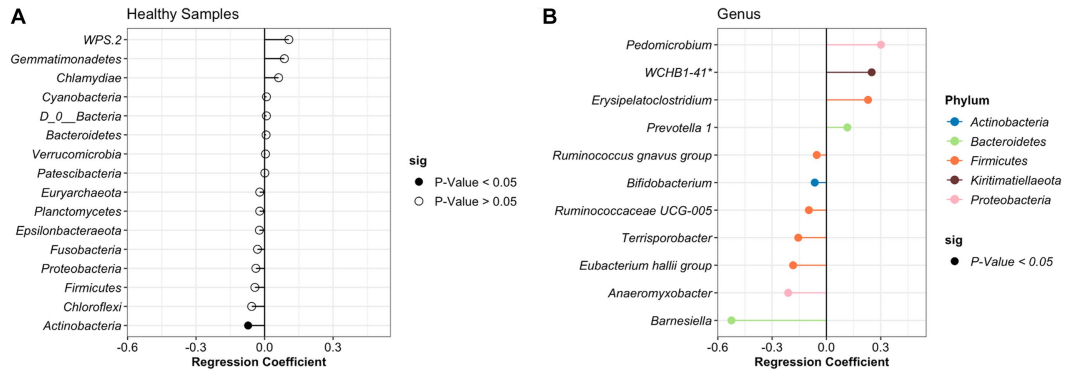 A
Healthy Samples
WPS.2
Gemmatimonadetes
Chlamydiae
Cyanobacteria
D_0__Bacteria
Bacteroidetes
Verrucomicrobia
Patescibacteria
Euryarchaeota
Planctomycetes
Epsilonbacteraeota
Fusobacteria
Proteobacteria
Firmicutes
Chloroflexi
Actinobacteria
-0.6 -0.3 0.0 0.3
Regression Coefficient
sig
P-Value < 0.05
P-Value > 0.05
B
Genus
Pedomicrobium
WCHB1-41*
Erysipelatoclostridium
Prevotella 1
Ruminococcus gnavus group
Bifidobacterium
Ruminococcaceae UCG-005
Terrisporobacter
Eubacterium hallii group
Anaeromyxobacter
Barnesiella
-0.6 -0.3 0.0 0.3
Regression Coefficient
Phylum
Actinobacteria
Bacteroidetes
Firmicutes
Kiritimatiellaeota
Proteobacteria
sig
P-Value < 0.05